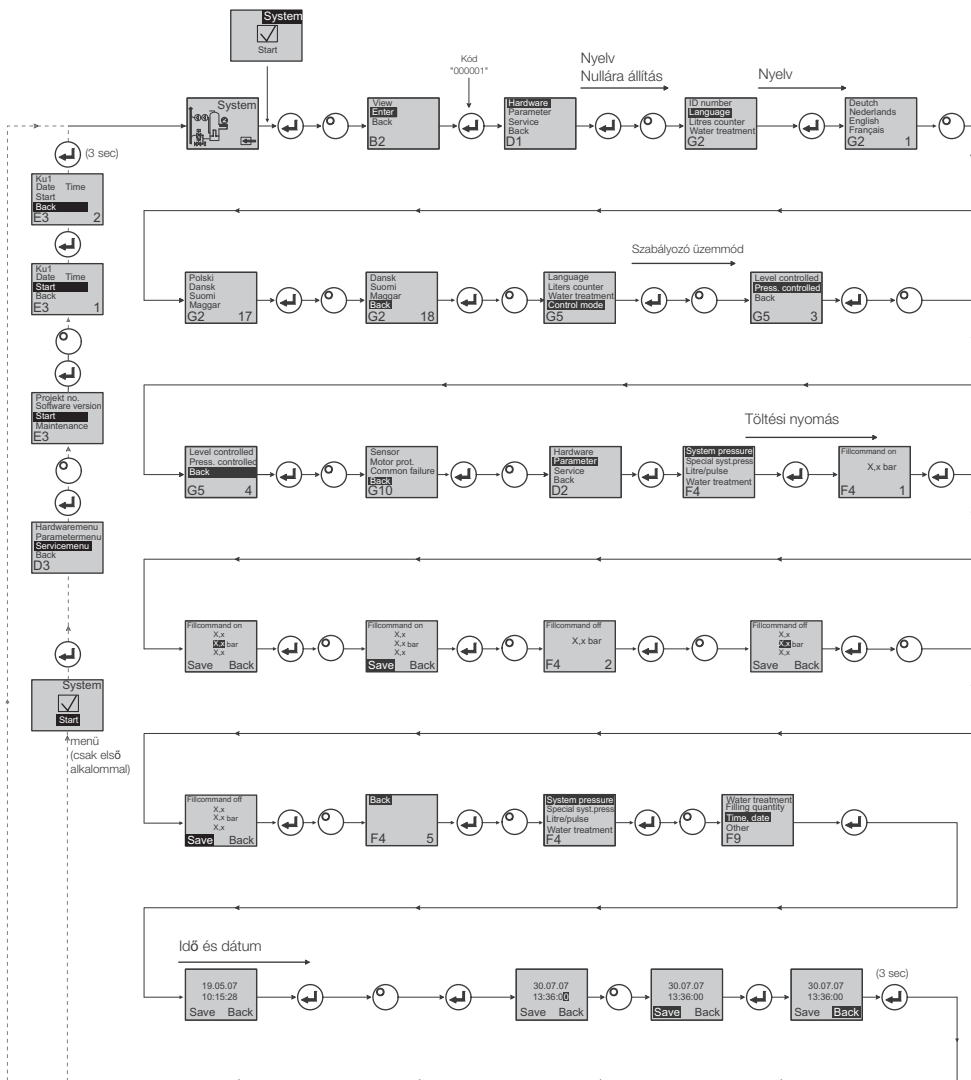 System
Start
Kód
"000001"
Nyelv
Nullára állítás
Nyelv
System
View
Enter
Back
B2
Hardware
Parameter
Service
Back
D1
ID number
Language
Litres counter
Water treatment
G2
Deutch
Nederlands
English
Français
G2 1
(3 sec)
Ku1
Date Time
Start
Back
E3 2
Ku1
Date Time
Start
Back
E3 1
Projekt no.
Software version
Start
Maintenance
E3
Hardwaremenu
Parametermenu
Servicemenu
Back
D3
System
Start
menü
(csak első
alkalommal)
Polski
Dansk
Suomi
Maggar
G2 17
Dansk
Suomi
Maggar
Back
G2 18
Language
Liters counter
Water treatment
Control mode
G5
Szabályozó üzemmód
Level controlled
Press. controlled
Back
G5 3
Level controlled
Press. controlled
Back
G5 4
Sensor
Motor prot.
Common failure
Back
G10
Hardware
Parameter
Service
Back
D2
System pressure
Special syst.press
Litre/pulse
Water treatment
F4
Töltési nyomás
Fillcommand on
X,x bar
F4 1
Fillcommand on
X,x
X,x bar
X,x
Save Back
Fillcommand on
X,x
X,x bar
X,x
Save Back
Fillcommand off
X,x bar
F4 2
Fillcommand off
X,x
X,x bar
X,x
Save Back
Fillcommand off
X,x
X,x bar
X,x
Save Back
Back
F4 5
System pressure
Special syst.press
Litre/pulse
Water treatment
F4
Water treatment
Filling quantity
Time, date
Other
F9
Idő és dátum
19.05.07
10:15:28
Save Back
30.07.07
13:36:00
Save Back
30.07.07
13:36:00
Save Back
30.07.07
13:36:00
Save Back
(3 sec)